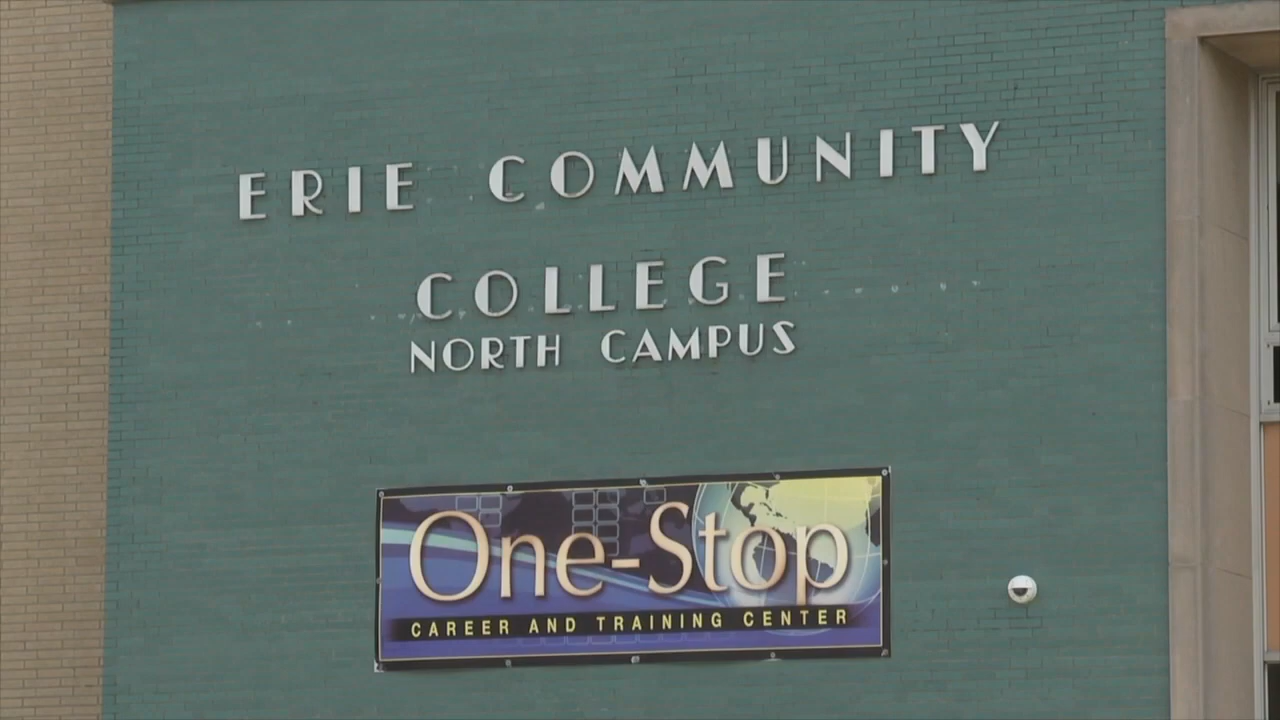 ERIE COMMUNITY
COLLEGE
NORTH CAMPUS
One-Stop
CAREER AND TRAINING CENTER